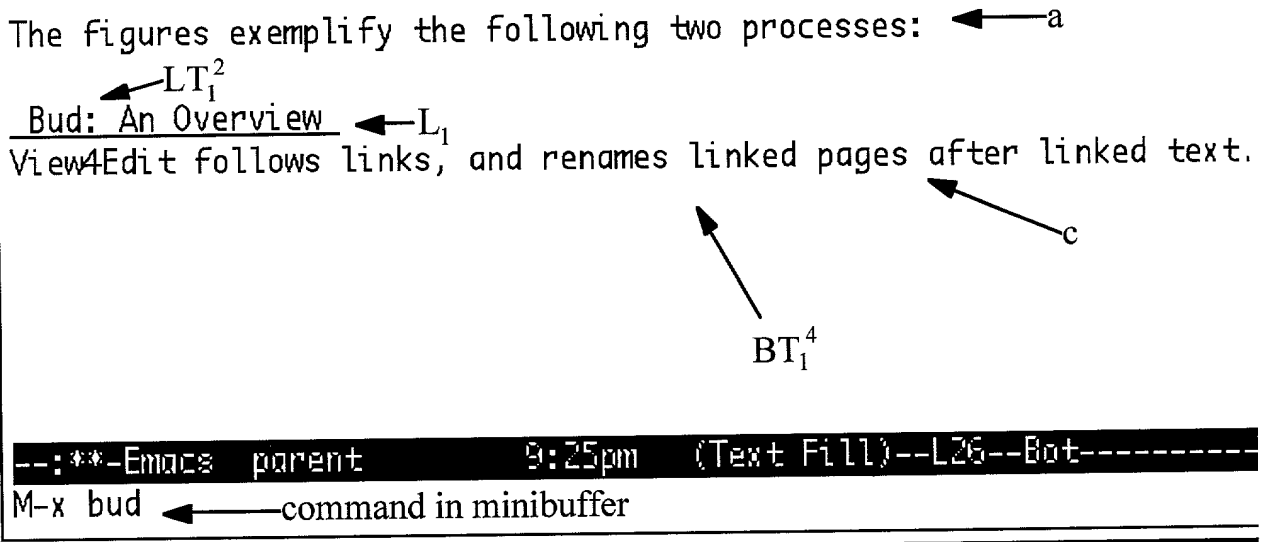 The figures exemplify the following two processes: a
LT₁²
Bud: An Overview L₁
View4Edit follows links, and renames linked pages after linked text.
c
BT₁⁴
--:**-Emacs parent 9:25pm (Text Fill)--L26--Bot----------
M-x bud command in minibuffer